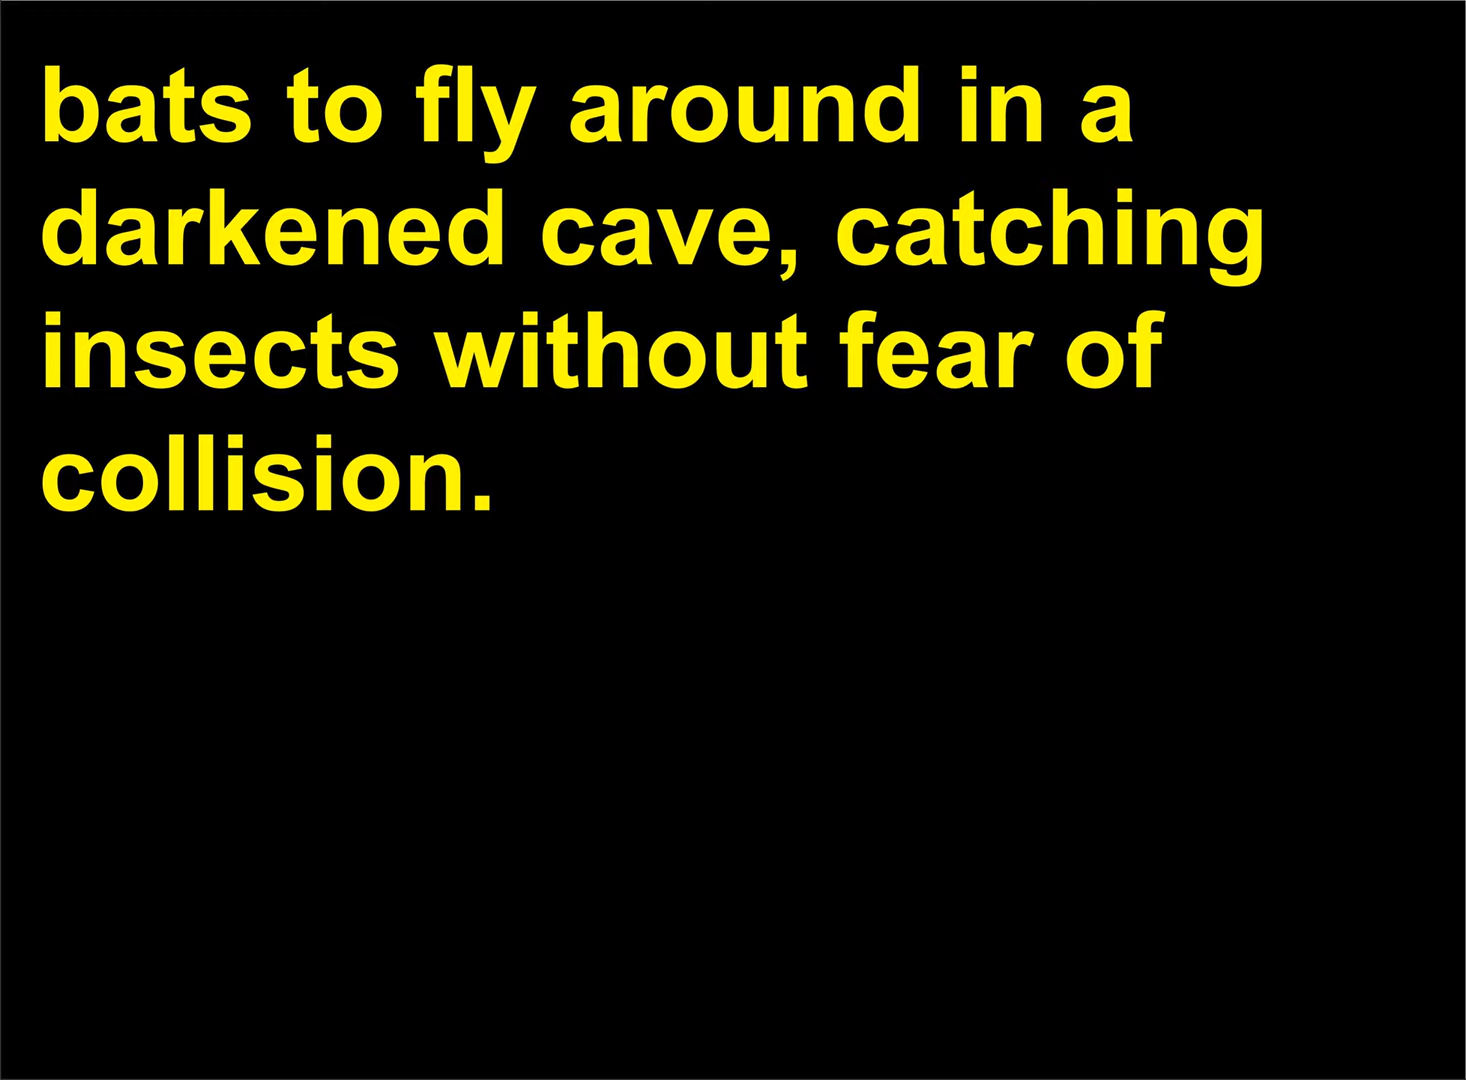 bats to fly around in a
darkened cave, catching
insects without fear of
collision.